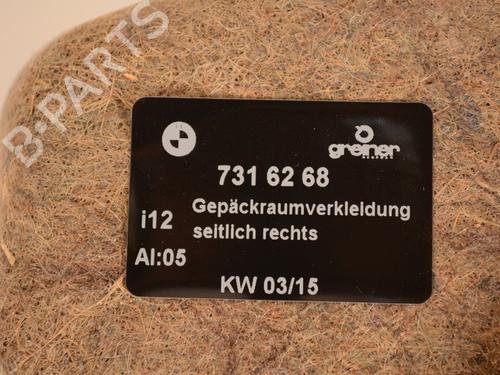 B-PARTS
greiner
731 62 68
i12
Gepäckraumverkleidung
seitlich rechts
AI:05
KW 03/15